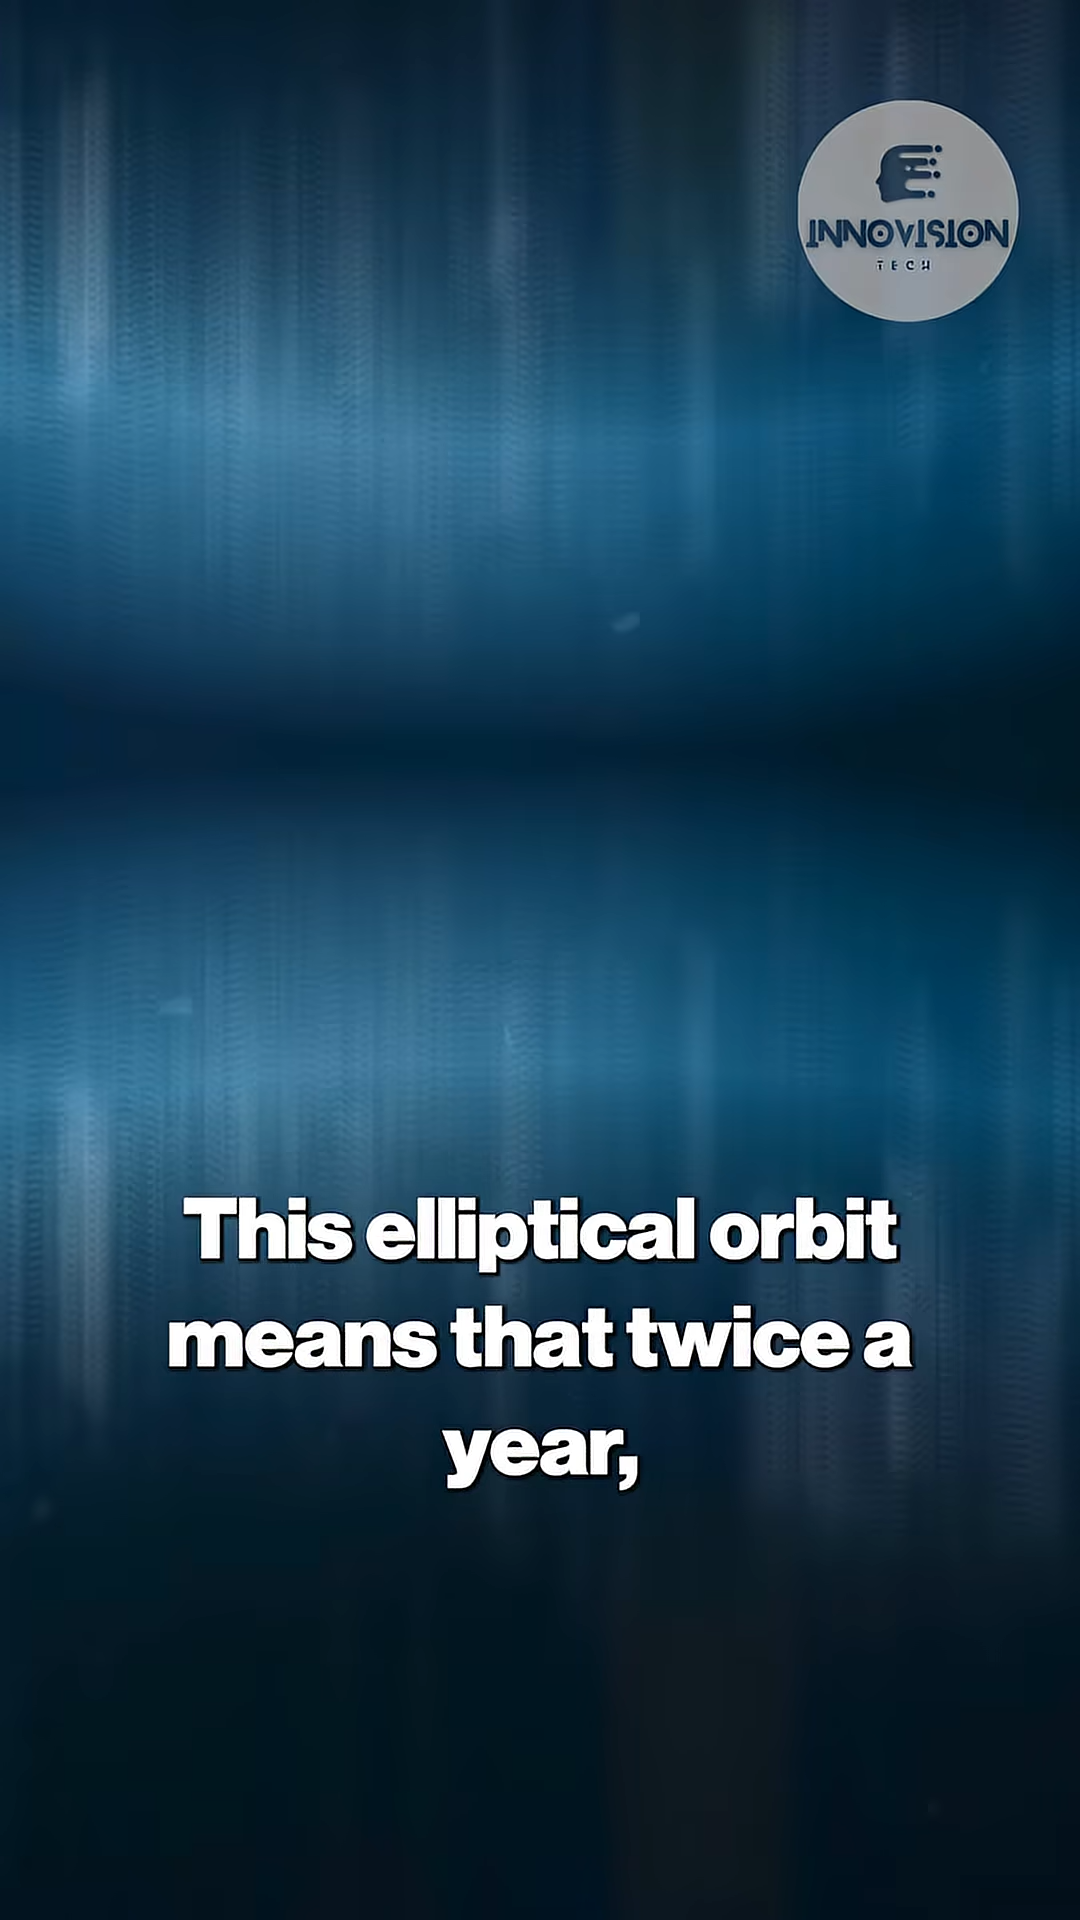 INNOVISION
TECH
This elliptical orbit
means that twice a
year,